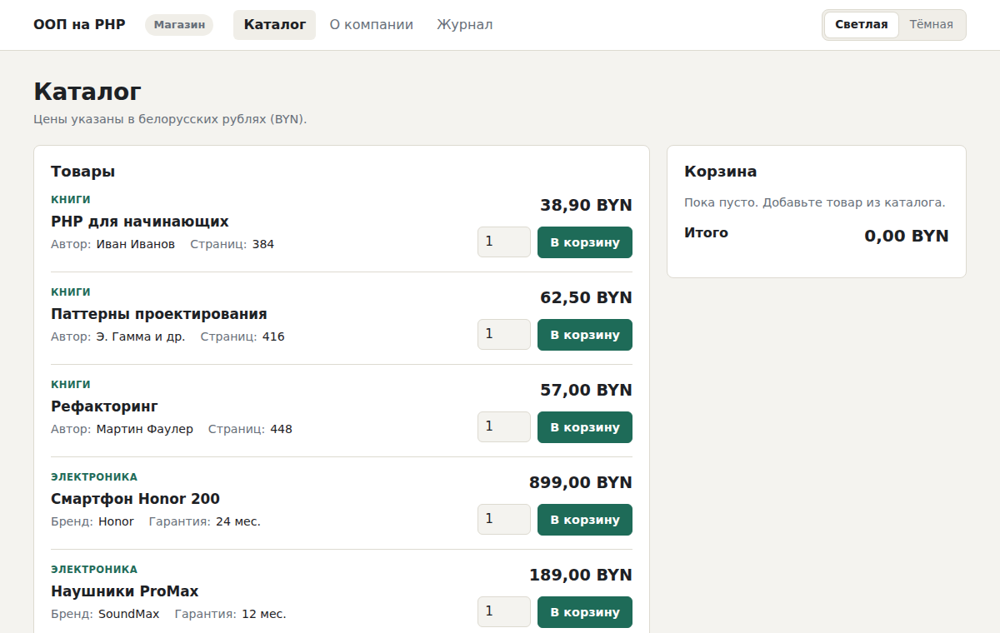 ООП на PHP Магазин Каталог О компании Журнал Светлая Тёмная
Каталог
Цены указаны в белорусских рублях (BYN).
Товары
КНИГИ
PHP для начинающих
Автор: Иван Иванов Страниц: 384
38,90 BYN
1 В корзину
КНИГИ
Паттерны проектирования
Автор: Э. Гамма и др. Страниц: 416
62,50 BYN
1 В корзину
КНИГИ
Рефакторинг
Автор: Мартин Фаулер Страниц: 448
57,00 BYN
1 В корзину
ЭЛЕКТРОНИКА
Смартфон Honor 200
Бренд: Honor Гарантия: 24 мес.
899,00 BYN
1 В корзину
ЭЛЕКТРОНИКА
Наушники ProMax
Бренд: SoundMax Гарантия: 12 мес.
189,00 BYN
1 В корзину
Корзина
Пока пусто. Добавьте товар из каталога.
Итого 0,00 BYN